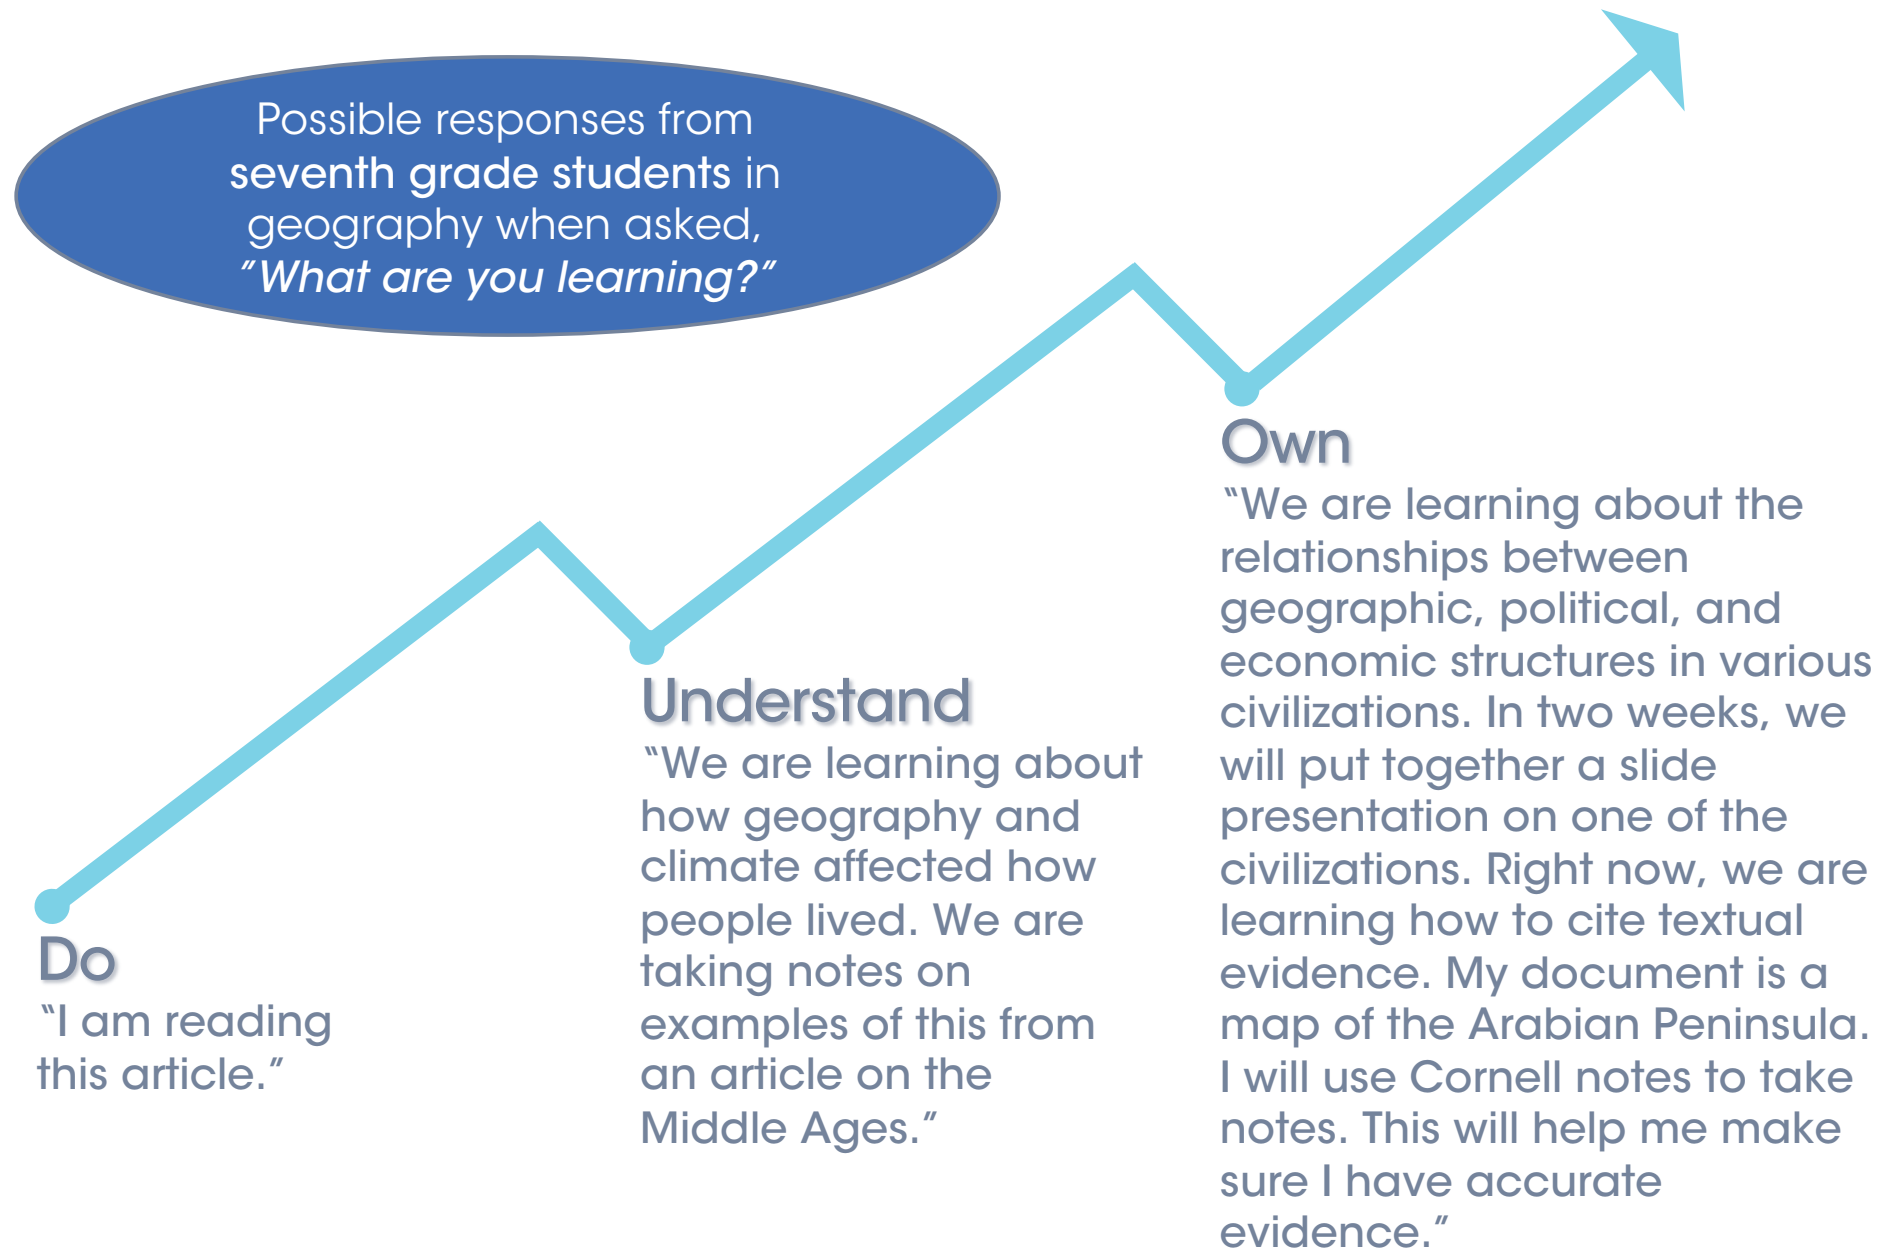 Possible responses from
seventh grade students in
geography when asked,
"What are you learning?"
Do
"I am reading
this article."
Understand
"We are learning about
how geography and
climate affected how
people lived. We are
taking notes on
examples of this from
an article on the
Middle Ages."
Own
"We are learning about the
relationships between
geographic, political, and
economic structures in various
civilizations. In two weeks, we
will put together a slide
presentation on one of the
civilizations. Right now, we are
learning how to cite textual
evidence. My document is a
map of the Arabian Peninsula.
I will use Cornell notes to take
notes. This will help me make
sure I have accurate
evidence."